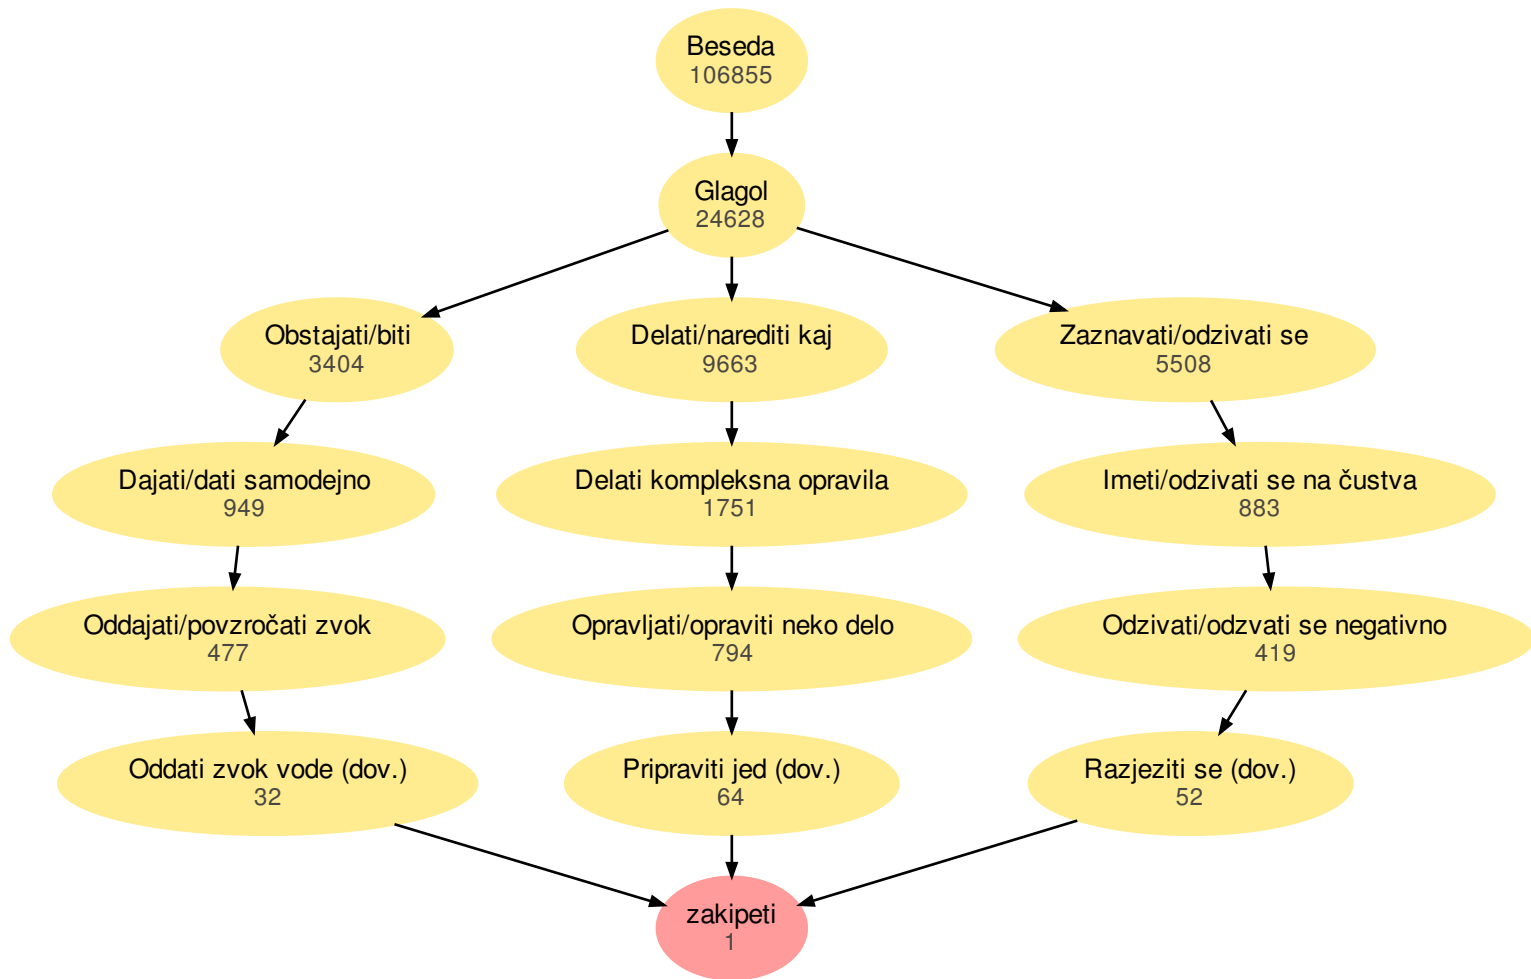 Beseda
106855
Glagol
24628
Obstajati/biti
3404
Delati/narediti kaj
9663
Zaznavati/odzivati se
5508
Dajati/dati samodejno
949
Delati kompleksna opravila
1751
Imeti/odzivati se na čustva
883
Oddajati/povzročati zvok
477
Opravljati/opraviti neko delo
794
Odzivati/odzvati se negativno
419
Oddati zvok vode (dov.)
32
Pripraviti jed (dov.)
64
Razjeziti se (dov.)
52
zakipeti
1